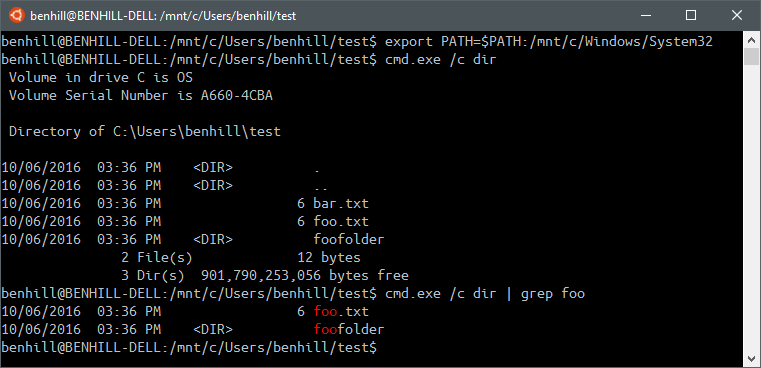 benhill@BENHILL-DELL: /mnt/c/Users/benhill/test
benhill@BENHILL-DELL:/mnt/c/Users/benhill/test$ export PATH=$PATH:/mnt/c/Windows/System32
benhill@BENHILL-DELL:/mnt/c/Users/benhill/test$ cmd.exe /c dir
 Volume in drive C is OS
 Volume Serial Number is A660-4CBA

 Directory of C:\Users\benhill\test

10/06/2016  03:36 PM    <DIR>          .
10/06/2016  03:36 PM    <DIR>          ..
10/06/2016  03:36 PM                 6 bar.txt
10/06/2016  03:36 PM                 6 foo.txt
10/06/2016  03:36 PM    <DIR>          foofolder
               2 File(s)             12 bytes
               3 Dir(s)  901,790,253,056 bytes free
benhill@BENHILL-DELL:/mnt/c/Users/benhill/test$ cmd.exe /c dir | grep foo
10/06/2016  03:36 PM                 6 foo.txt
10/06/2016  03:36 PM    <DIR>          foofolder
benhill@BENHILL-DELL:/mnt/c/Users/benhill/test$